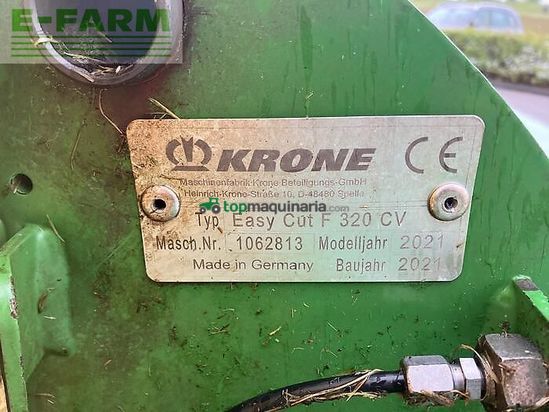 E-FARM
E-FARM
KRONE CE
Maschinenfabrik Krone Beteiligungs-GmbH
Heinrich-Krone-Straße 10, D-48480 Spelle
topmaquinaria.com
Typ Easy Cut F 320 CV
Masch.Nr. 1062813 Modelljahr 2021
Made in Germany Baujahr 2021